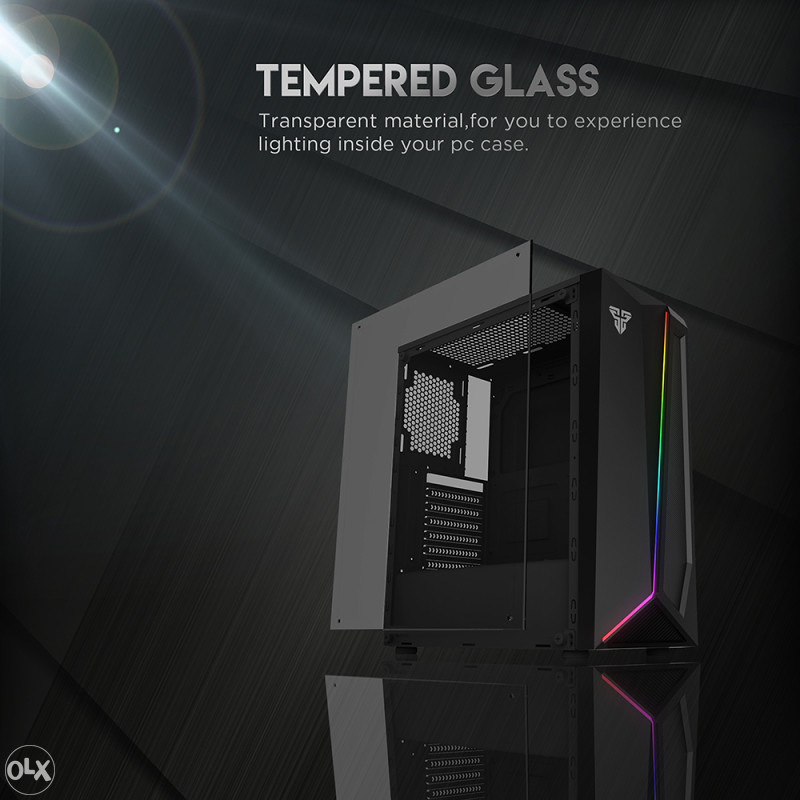 TEMPERED GLASS
Transparent material,for you to experience
lighting inside your pc case.
OLX